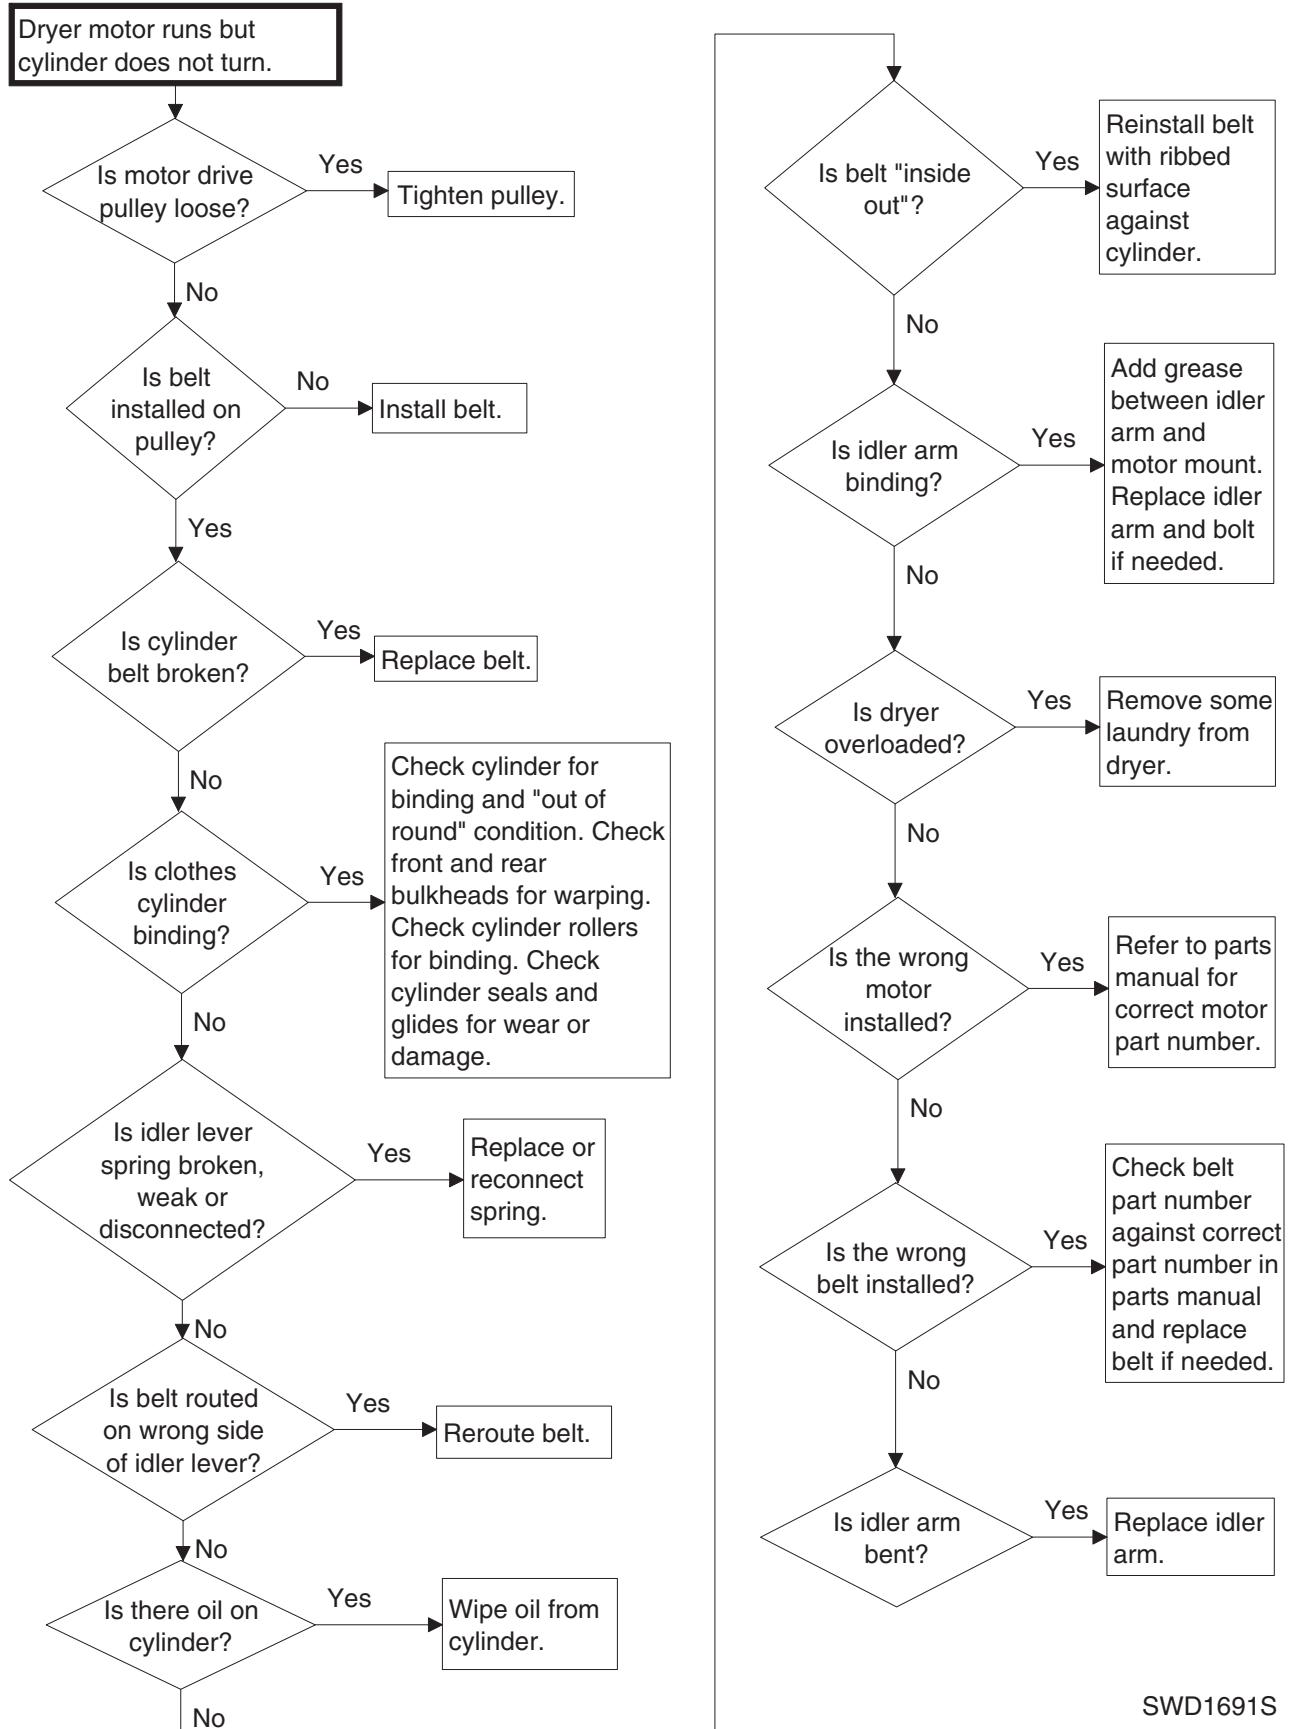 Dryer motor runs but
cylinder does not turn.
Is motor drive
pulley loose?
Yes
Tighten pulley.
No
Is belt
installed on
pulley?
No
Install belt.
Yes
Is cylinder
belt broken?
Yes
Replace belt.
No
Is clothes
cylinder
binding?
Yes
Check cylinder for
binding and "out of
round" condition. Check
front and rear
bulkheads for warping.
Check cylinder rollers
for binding. Check
cylinder seals and
glides for wear or
damage.
No
Is idler lever
spring broken,
weak or
disconnected?
Yes
Replace or
reconnect
spring.
No
Is belt routed
on wrong side
of idler lever?
Yes
Reroute belt.
No
Is there oil on
cylinder?
Yes
Wipe oil from
cylinder.
No
Is belt "inside
out"?
Yes
Reinstall belt
with ribbed
surface
against
cylinder.
No
Is idler arm
binding?
Yes
Add grease
between idler
arm and
motor mount.
Replace idler
arm and bolt
if needed.
No
Is dryer
overloaded?
Yes
Remove some
laundry from
dryer.
No
Is the wrong
motor
installed?
Yes
Refer to parts
manual for
correct motor
part number.
No
Is the wrong
belt installed?
Yes
Check belt
part number
against correct
part number in
parts manual
and replace
belt if needed.
No
Is idler arm
bent?
Yes
Replace idler
arm.
SWD1691S